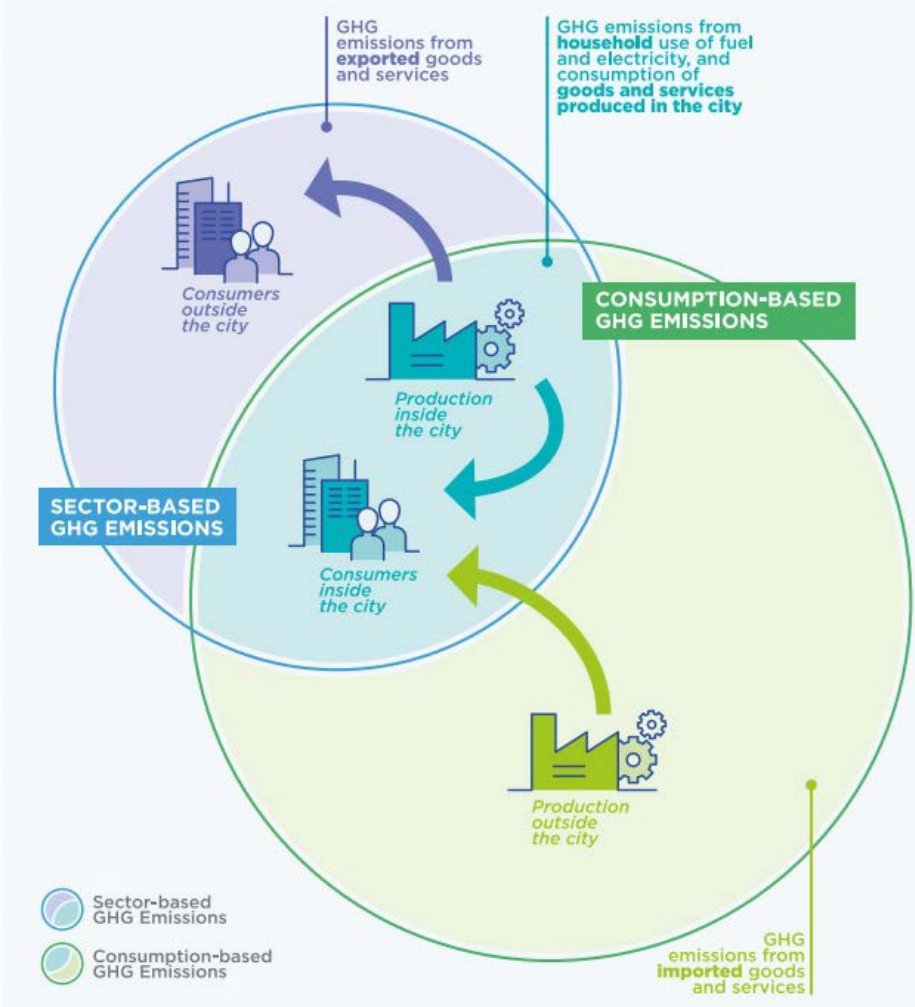 GHG
emissions from
exported goods
and services
GHG emissions from
household use of fuel
and electricity, and
consumption of
goods and services
produced in the city
Consumers
outside
the city
CONSUMPTION-BASED
GHG EMISSIONS
Production
inside
the city
SECTOR-BASED
GHG EMISSIONS
Consumers
inside
the city
Production
outside
the city
Sector-based
GHG Emissions
Consumption-based
GHG Emissions
GHG
emissions from
imported goods
and services